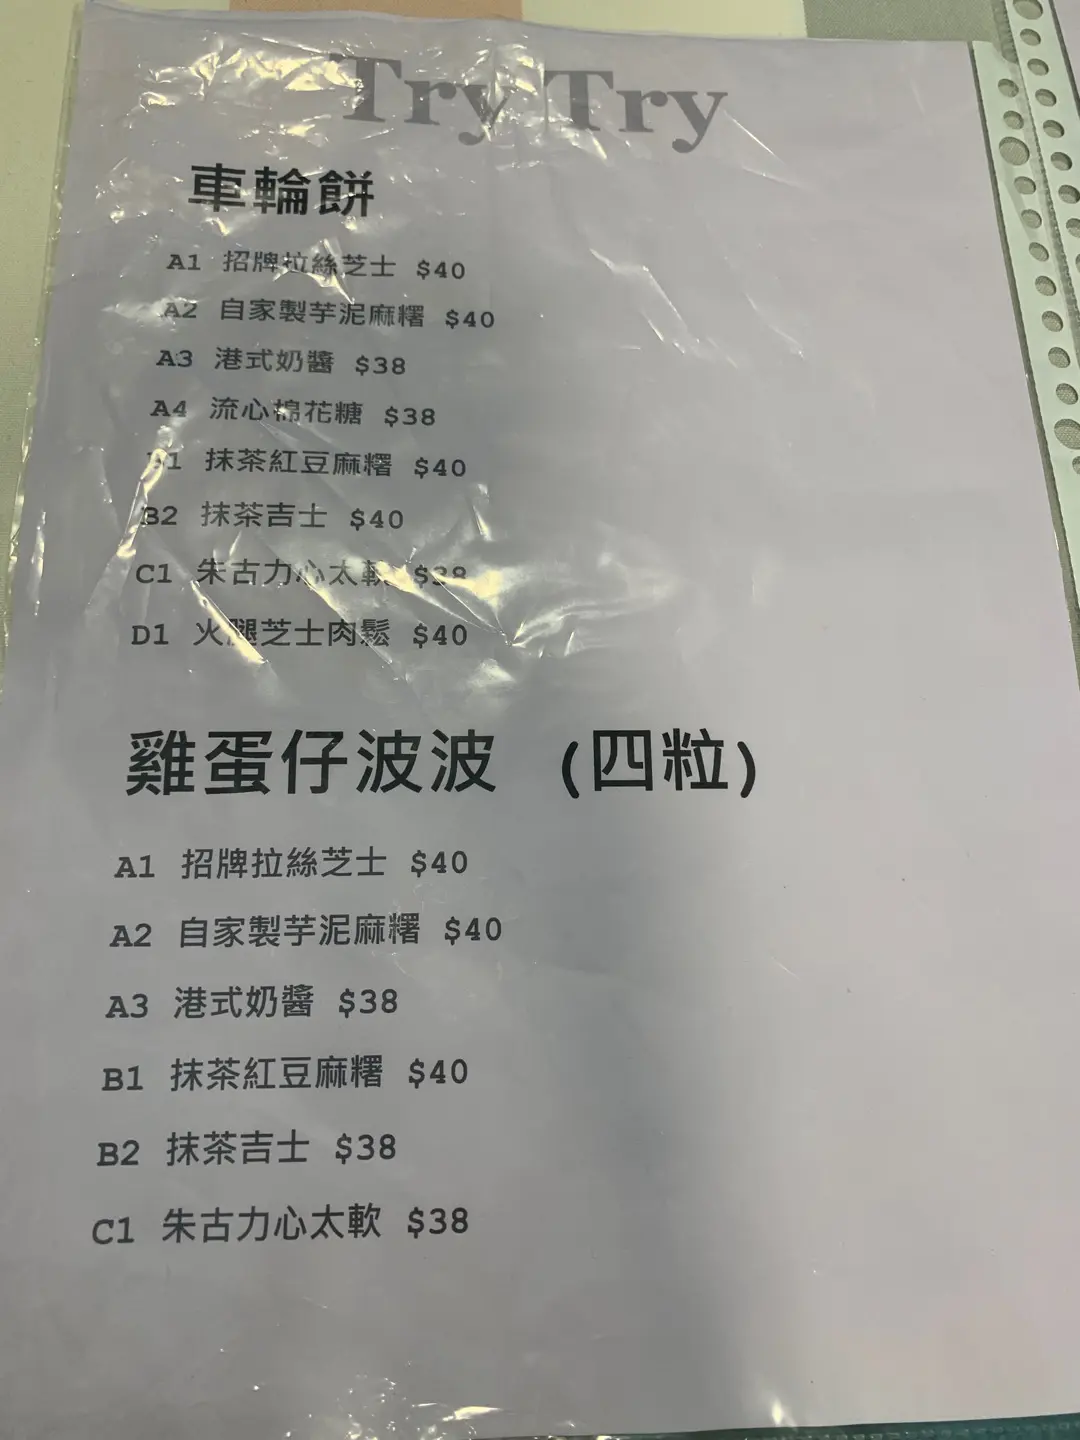 Try Try
車輪餅
A1 招牌拉絲芝士 $40
A2 自家製芋泥麻糬 $40
A3 港式奶醬 $38
A4 流心棉花糖 $38
B1 抹茶紅豆麻糬 $40
B2 抹茶吉士 $40
C1 朱古力心太軟 $38
D1 火腿芝士肉鬆 $40
雞蛋仔波波 (四粒)
A1 招牌拉絲芝士 $40
A2 自家製芋泥麻糬 $40
A3 港式奶醬 $38
B1 抹茶紅豆麻糬 $40
B2 抹茶吉士 $38
C1 朱古力心太軟 $38